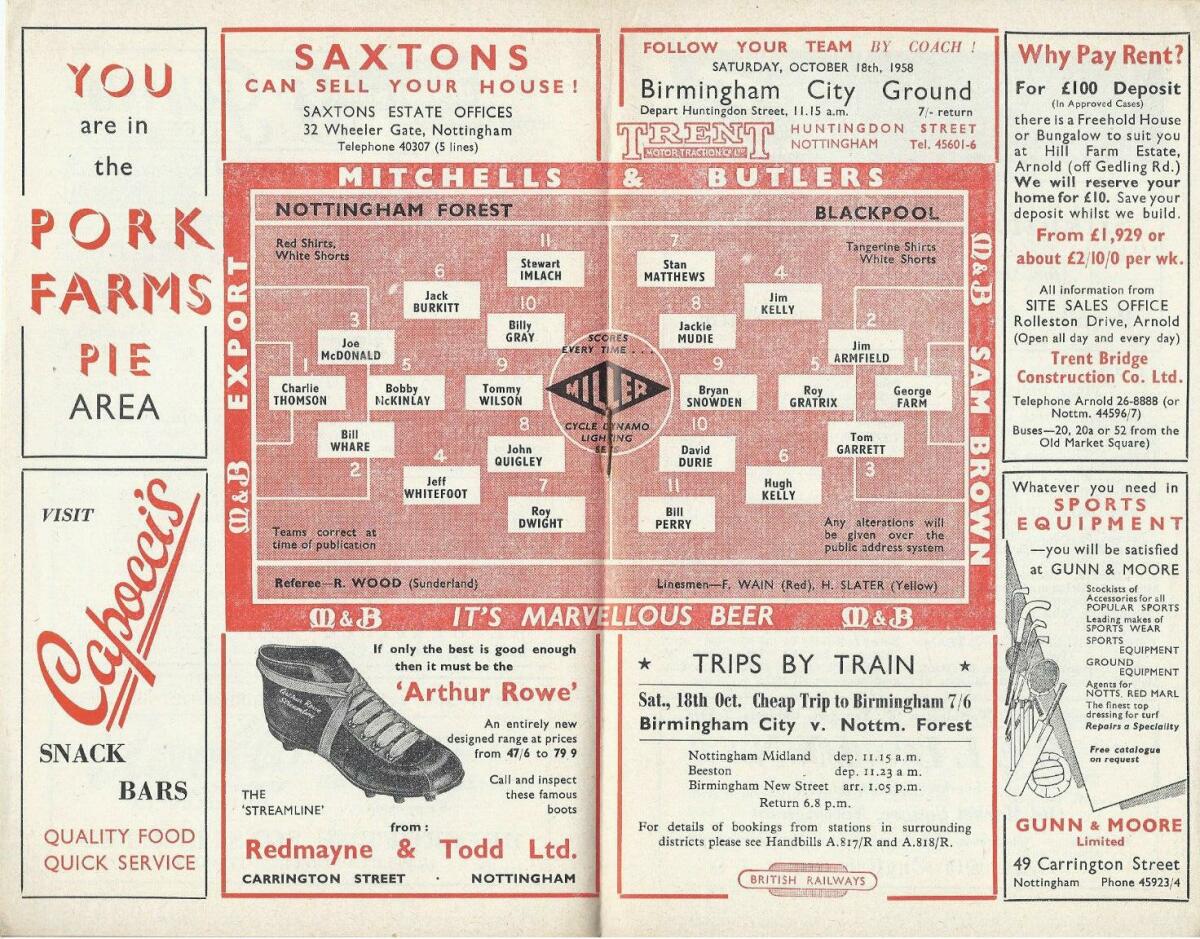 YOU
are in
the
PORK
FARMS
PIE
AREA
VISIT
Capocci's
SNACK
BARS
QUALITY FOOD
QUICK SERVICE
SAXTONS
CAN SELL YOUR HOUSE!
SAXTONS ESTATE OFFICES
32 Wheeler Gate, Nottingham
Telephone 40307 (5 lines)
FOLLOW YOUR TEAM BY COACH!
SATURDAY, OCTOBER 18th, 1958
Birmingham City Ground
Depart Huntingdon Street, 11.15 a.m. 7/- return
TRENT
MOTOR TRACTION Co LTD
HUNTINGDON STREET
NOTTINGHAM Tel. 45601-6
MITCHELLS & BUTLERS
M&B EXPORT
M&B SAM BROWN
NOTTINGHAM FOREST
BLACKPOOL
Red Shirts,
White Shorts
Tangerine Shirts
White Shorts
11
Stewart
IMLACH
6
Jack
BURKITT
10
Billy
GRAY
3
Joe
McDONALD
1
Charlie
THOMSON
5
Bobby
McKINLAY
9
Tommy
WILSON
Bill
WHARE
2
8
John
QUIGLEY
4
Jeff
WHITEFOOT
7
Roy
DWIGHT
SCORES
EVERY TIME . . .
MILLER
CYCLE DYNAMO
LIGHTING
SETS
7
Stan
MATTHEWS
4
Jim
KELLY
8
Jackie
MUDIE
2
Jim
ARMFIELD
9
Bryan
SNOWDEN
5
Roy
GRATRIX
1
George
FARM
10
David
DURIE
Tom
GARRETT
3
6
Hugh
KELLY
11
Bill
PERRY
Teams correct at
time of publication
Any alterations will
be given over the
public address system
Referee—R. WOOD (Sunderland)
Linesmen—F. WAIN (Red), H. SLATER (Yellow)
M&B IT'S MARVELLOUS BEER M&B
If only the best is good enough
then it must be the
'Arthur Rowe'
Arthur Rowe
Streamline
An entirely new
designed range at prices
from 47/6 to 79 9
Call and inspect
these famous
boots
THE
'STREAMLINE'
from :
Redmayne & Todd Ltd.
CARRINGTON STREET · NOTTINGHAM
★ TRIPS BY TRAIN ★
Sat., 18th Oct. Cheap Trip to Birmingham 7/6
Birmingham City v. Nottm. Forest
Nottingham Midland dep. 11.15 a.m.
Beeston dep. 11.23 a m.
Birmingham New Street arr. 1.05 p.m.
Return 6.8 p.m.
For details of bookings from stations in surrounding
districts please see Handbills A.817/R and A.818/R.
BRITISH RAILWAYS
Why Pay Rent?
For £100 Deposit
(In Approved Cases)
there is a Freehold House
or Bungalow to suit you
at Hill Farm Estate,
Arnold (off Gedling Rd.)
We will reserve your
home for £10. Save your
deposit whilst we build.
From £1,929 or
about £2/10/0 per wk.
All information from
SITE SALES OFFICE
Rolleston Drive, Arnold
(Open all day and every day)
Trent Bridge
Construction Co. Ltd.
Telephone Arnold 26-8888 (or
Nottm. 44596/7)
Buses—20, 20a or 52 from the
Old Market Square)
Whatever you need in
SPORTS
EQUIPMENT
—you will be satisfied
at GUNN & MOORE
Stockists of
Accessories for all
POPULAR SPORTS
Leading makes of
SPORTS WEAR
SPORTS
EQUIPMENT
GROUND
EQUIPMENT
Agents for
NOTTS. RED MARL
The finest top
dressing for turf
Repairs a Speciality
Free catalogue
on request
GUNN & MOORE
Limited
49 Carrington Street
Nottingham Phone 45923/4